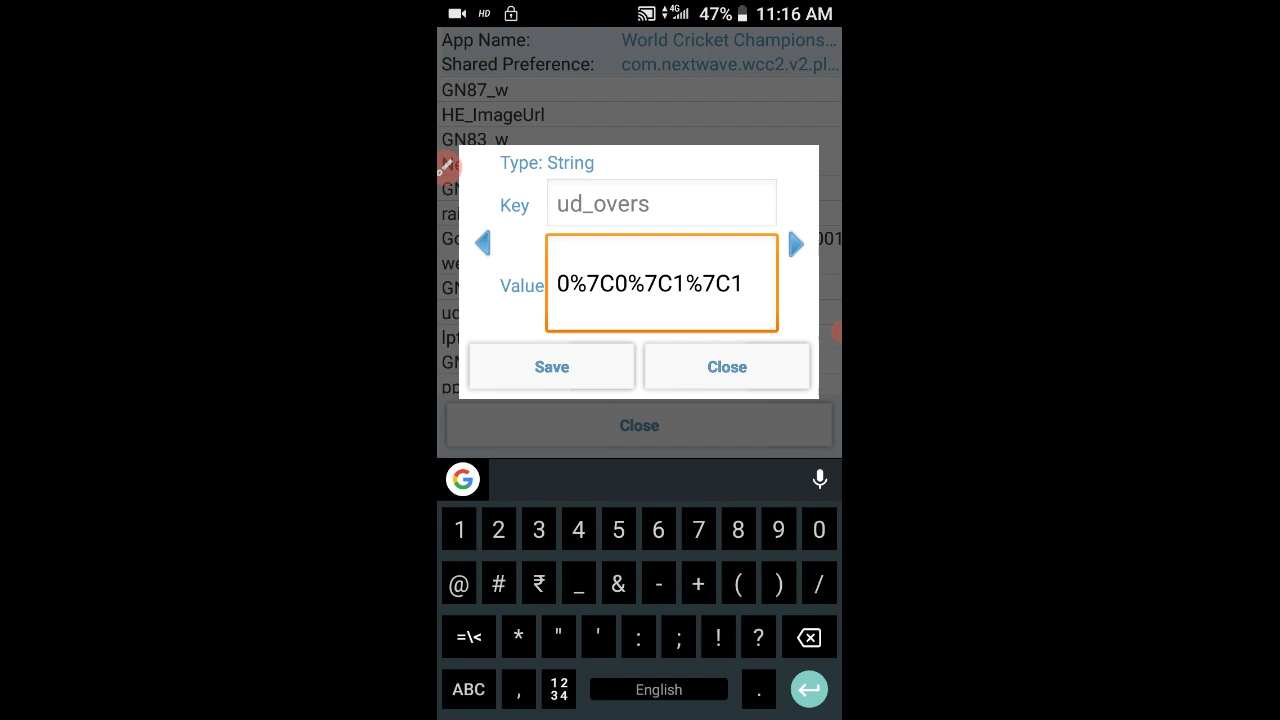 HD 4G 47% 11:16 AM
App Name: World Cricket Champions...
Shared Preference: com.nextwave.wcc2.v2.pl...
GN87_w
HE_ImageUrl
GN83_w
Type: String
Key ud_overs
001
Value 0%7C0%7C1%7C1
Save Close
Close
G
1 2 3 4 5 6 7 8 9 0
@ # ₹ _ & - + ( ) /
=\< * " ' : ; ! ?
ABC , 12 34 English .